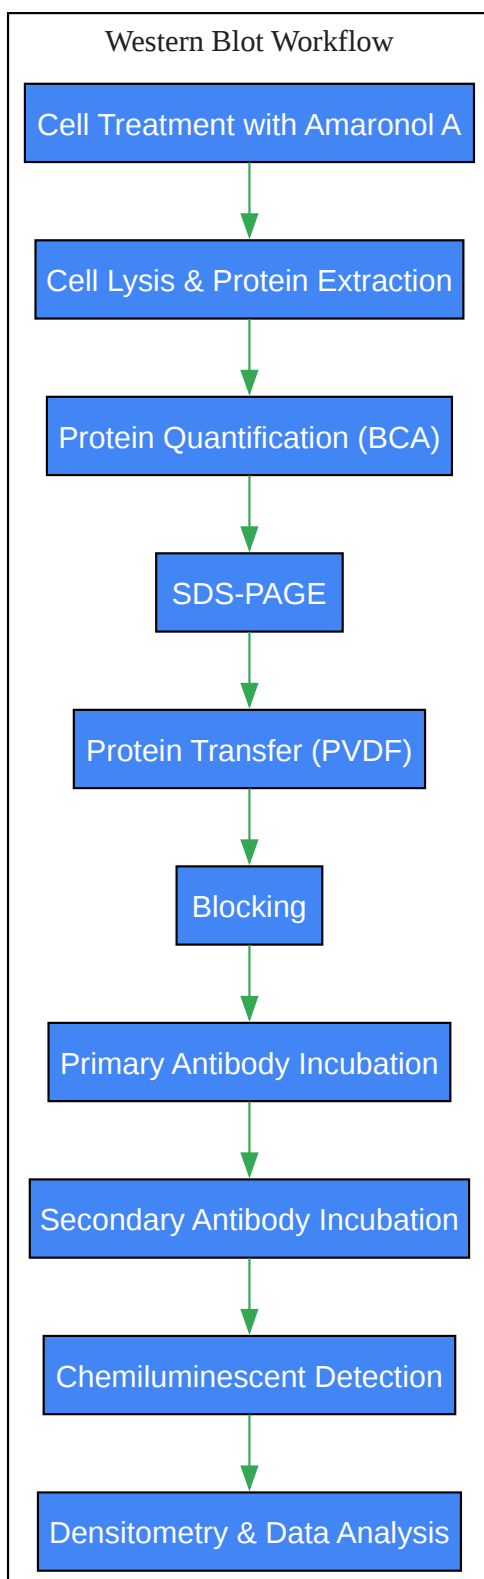 Western Blot Workflow
Cell Treatment with Amaronol A
Cell Lysis & Protein Extraction
Protein Quantification (BCA)
SDS-PAGE
Protein Transfer (PVDF)
Blocking
Primary Antibody Incubation
Secondary Antibody Incubation
Chemiluminescent Detection
Densitometry & Data Analysis